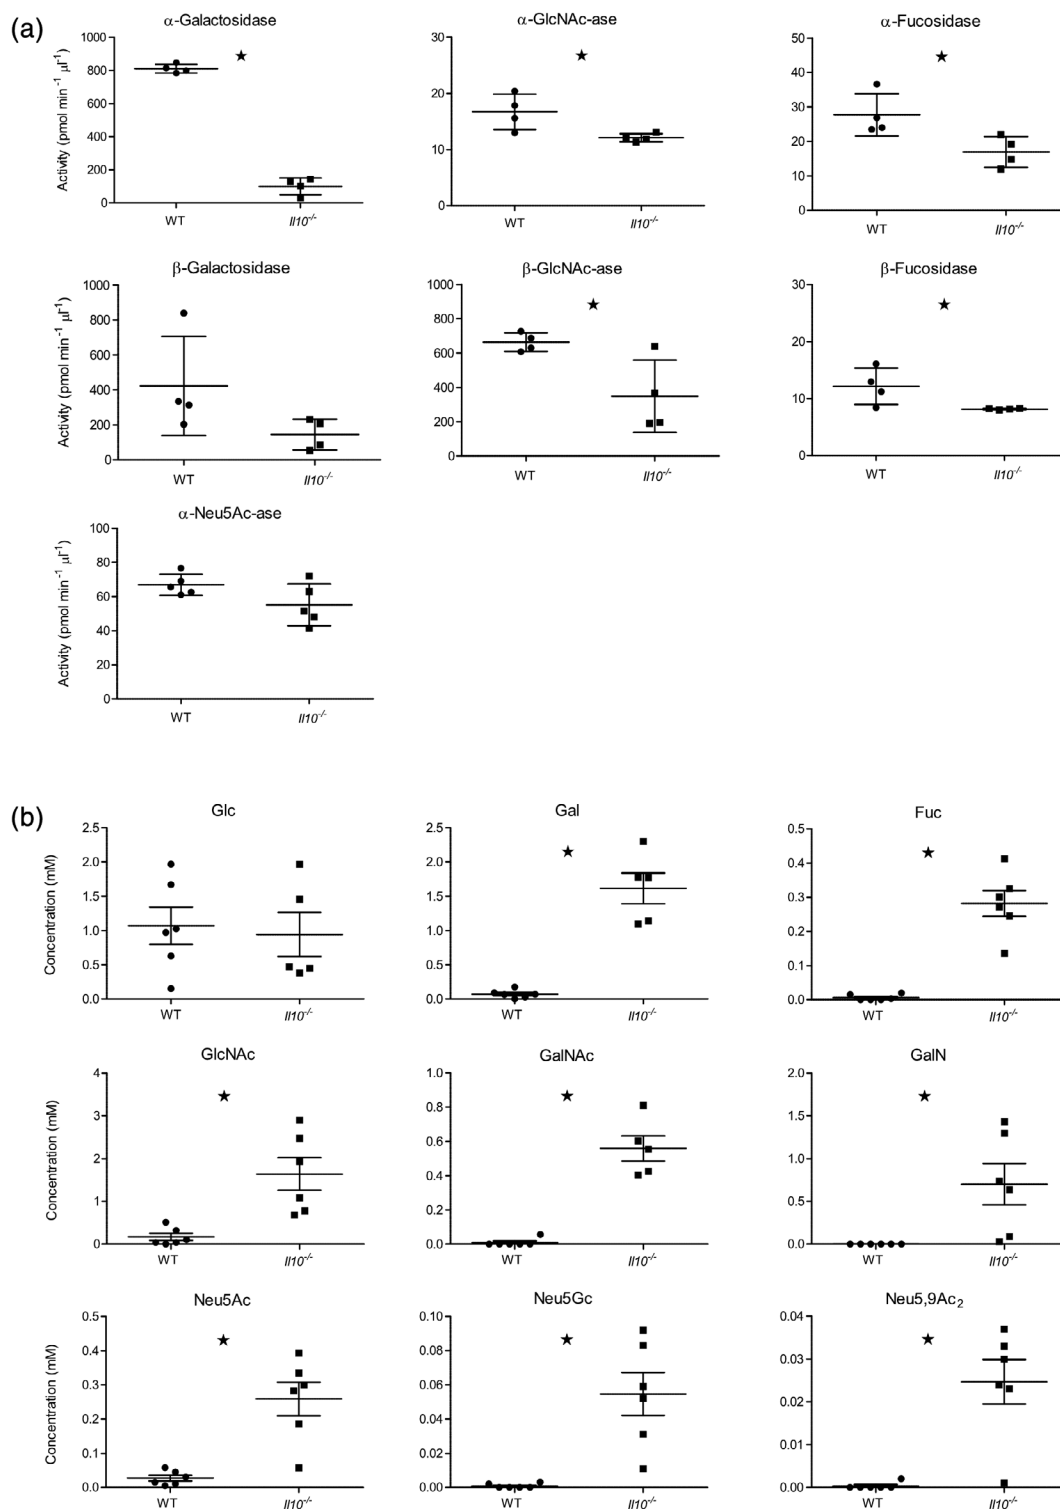 (a)
α-Galactosidase
α-GlcNAc-ase
α-Fucosidase
Activity (pmol min⁻¹ μl⁻¹)
1000
800
600
400
200
0
WT
Il10⁻/⁻
30
20
10
0
WT
Il10⁻/⁻
50
40
30
20
10
0
WT
Il10⁻/⁻
β-Galactosidase
β-GlcNAc-ase
β-Fucosidase
Activity (pmol min⁻¹ μl⁻¹)
1000
800
600
400
200
0
WT
Il10⁻/⁻
1000
800
600
400
200
0
WT
Il10⁻/⁻
30
20
10
0
WT
Il10⁻/⁻
α-Neu5Ac-ase
Activity (pmol min⁻¹ μl⁻¹)
100
80
60
40
20
0
WT
Il10⁻/⁻
(b)
Glc
Gal
Fuc
Concentration (mM)
2.5
2.0
1.5
1.0
0.5
0.0
WT
Il10⁻/⁻
2.5
2.0
1.5
1.0
0.5
0.0
WT
Il10⁻/⁻
0.5
0.4
0.3
0.2
0.1
0.0
WT
Il10⁻/⁻
GlcNAc
GalNAc
GalN
Concentration (mM)
4
3
2
1
0
WT
Il10⁻/⁻
1.0
0.8
0.6
0.4
0.2
0.0
WT
Il10⁻/⁻
2.0
1.5
1.0
0.5
0.0
WT
Il10⁻/⁻
Neu5Ac
Neu5Gc
Neu5,9Ac₂
Concentration (mM)
0.5
0.4
0.3
0.2
0.1
0.0
WT
Il10⁻/⁻
0.10
0.08
0.06
0.04
0.02
0.00
WT
Il10⁻/⁻
0.04
0.03
0.02
0.01
0.00
WT
Il10⁻/⁻